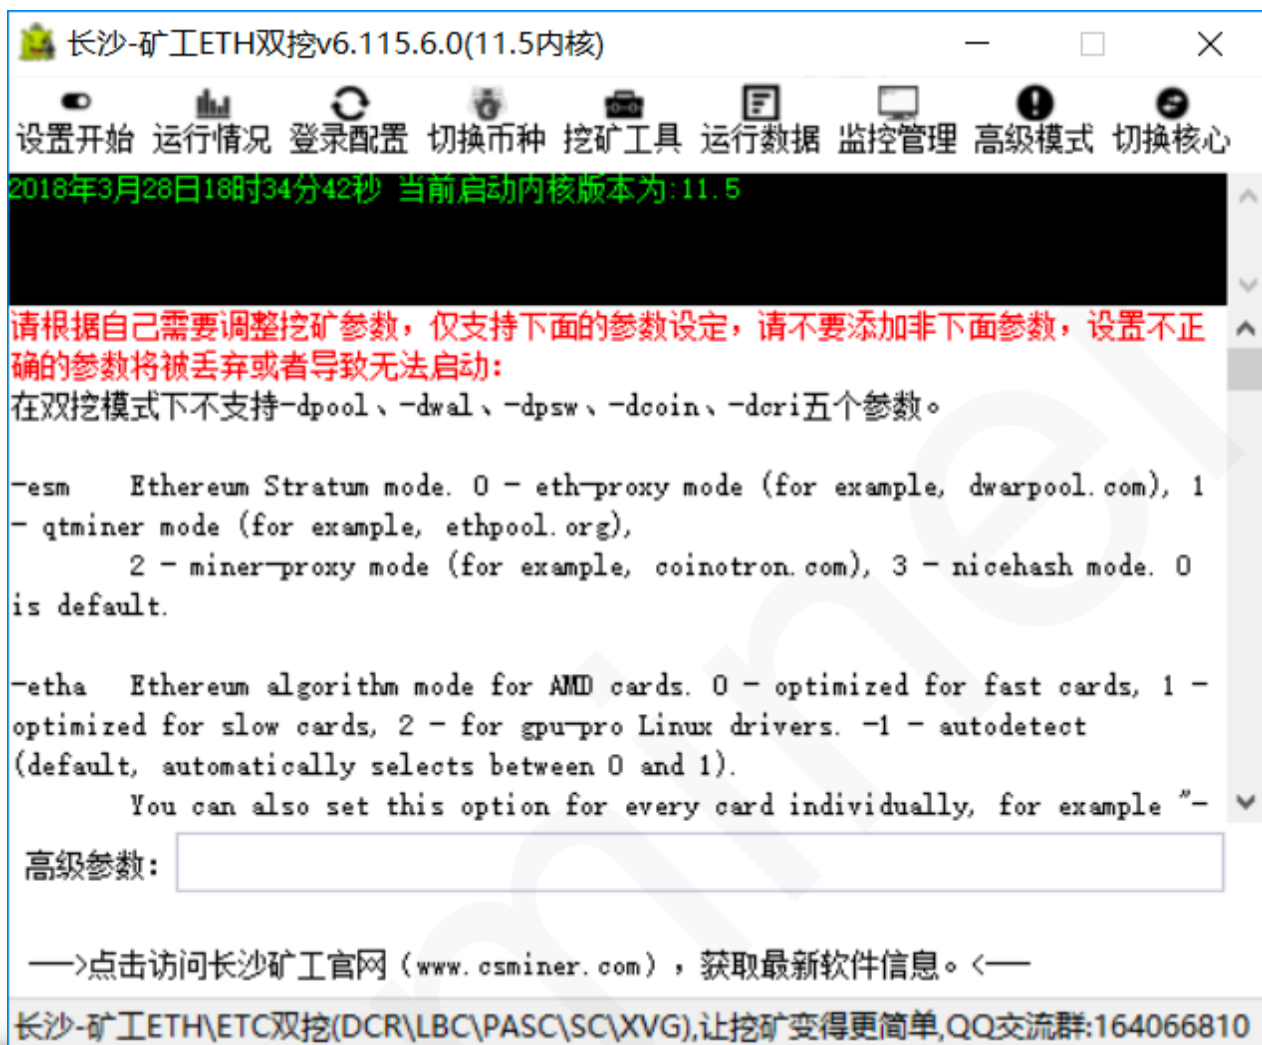 长沙-矿工ETH双挖v6.115.6.0(11.5内核)
设置开始 运行情况 登录配置 切换币种 挖矿工具 运行数据 监控管理 高级模式 切换核心
2018年3月28日18时34分42秒 当前启动内核版本为:11.5
请根据自己需要调整挖矿参数，仅支持下面的参数设定，请不要添加非下面参数，设置不正
确的参数将被丢弃或者导致无法启动：
在双挖模式下不支持-dpool、-dwal、-dpsw、-dcoin、-dcri五个参数。
-esm Ethereum Stratum mode. 0 - eth-proxy mode (for example, dwarpool.com), 1
- qtminer mode (for example, ethpool.org),
2 - miner-proxy mode (for example, coinotron.com), 3 - nicehash mode. 0
is default.
-etha Ethereum algorithm mode for AMD cards. 0 - optimized for fast cards, 1 -
optimized for slow cards, 2 - for gpu-pro Linux drivers. -1 - autodetect
(default, automatically selects between 0 and 1).
You can also set this option for every card individually, for example "-
高级参数：
——>点击访问长沙矿工官网（www.csminer.com），获取最新软件信息。<——
长沙-矿工ETH\ETC双挖(DCR\LBC\PASC\SC\XVG),让挖矿变得更简单,QQ交流群:164066810